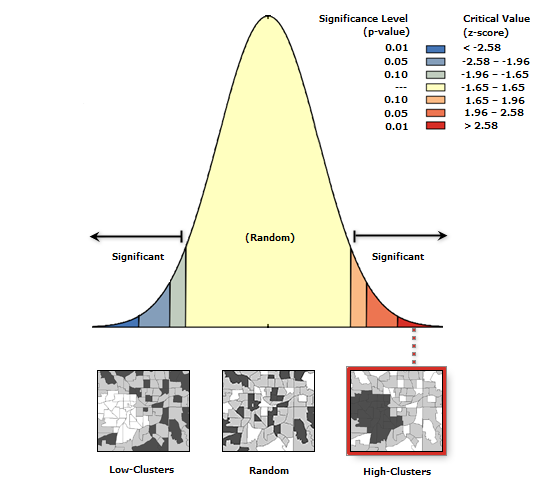 Significance Level Critical Value
(p-value) (z-score)
0.01 < -2.58
0.05 -2.58 – -1.96
0.10 -1.96 – -1.65
--- -1.65 – 1.65
0.10 1.65 – 1.96
0.05 1.96 – 2.58
0.01 > 2.58
(Random)
Significant Significant
Low-Clusters Random High-Clusters